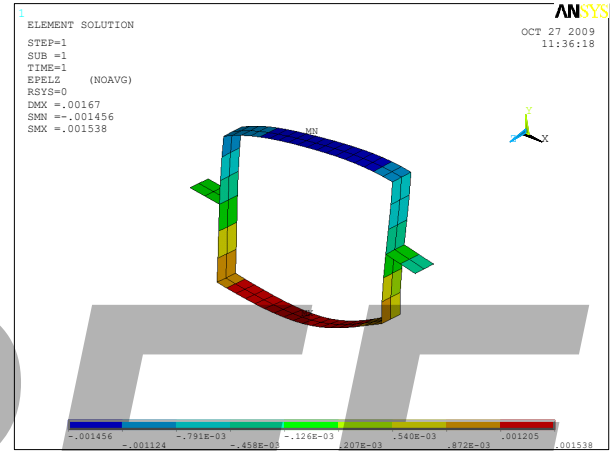 1
ANSYS
ELEMENT SOLUTION
OCT 27 2009
11:36:18
STEP=1
SUB =1
TIME=1
EPELZ (NOAVG)
RSYS=0
DMX =.00167
SMN =-.001456
SMX =.001538
MN
Y
Z X
-.001456
-.001124
-.791E-03
-.458E-03
-.126E-03
.207E-03
.540E-03
.872E-03
.001205
.001538